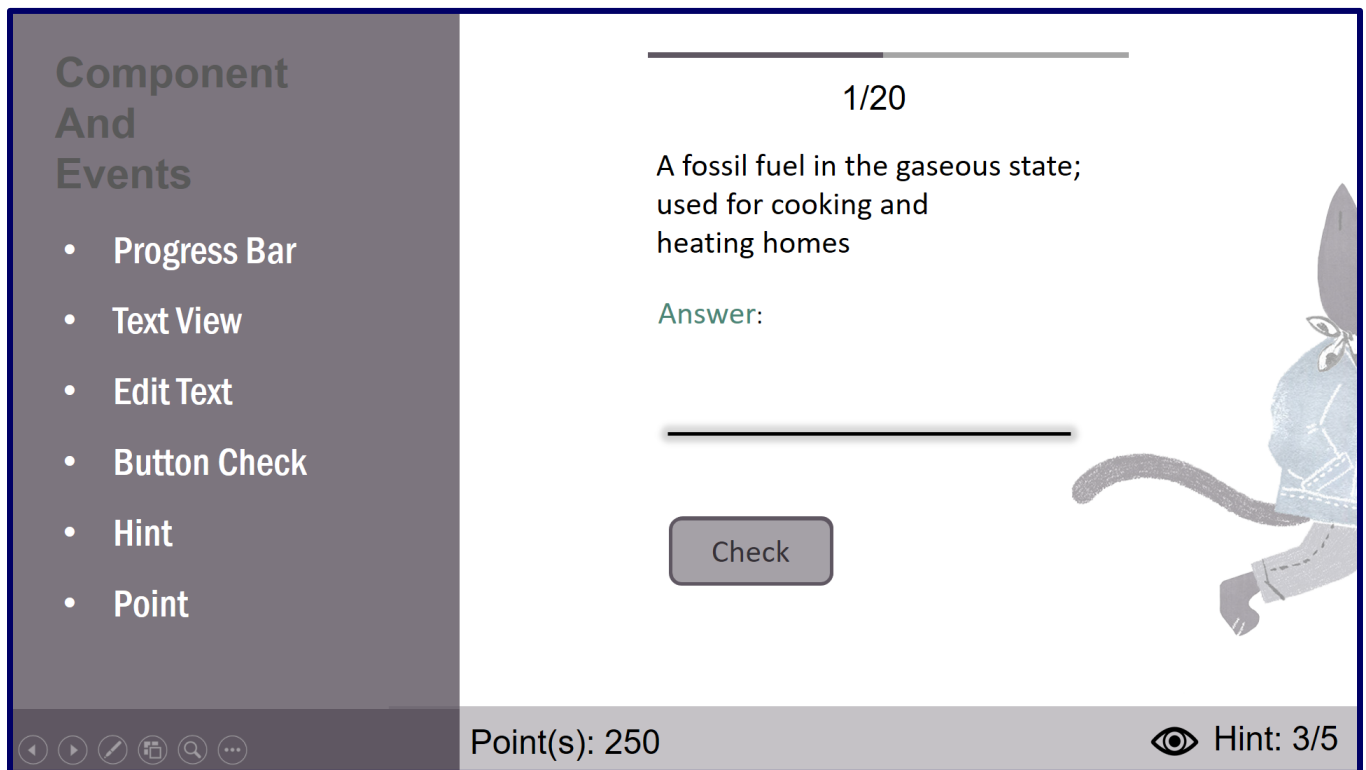 Component
And
Events
• Progress Bar
• Text View
• Edit Text
• Button Check
• Hint
• Point
1/20
A fossil fuel in the gaseous state;
used for cooking and
heating homes
Answer:
Check
Point(s): 250
Hint: 3/5